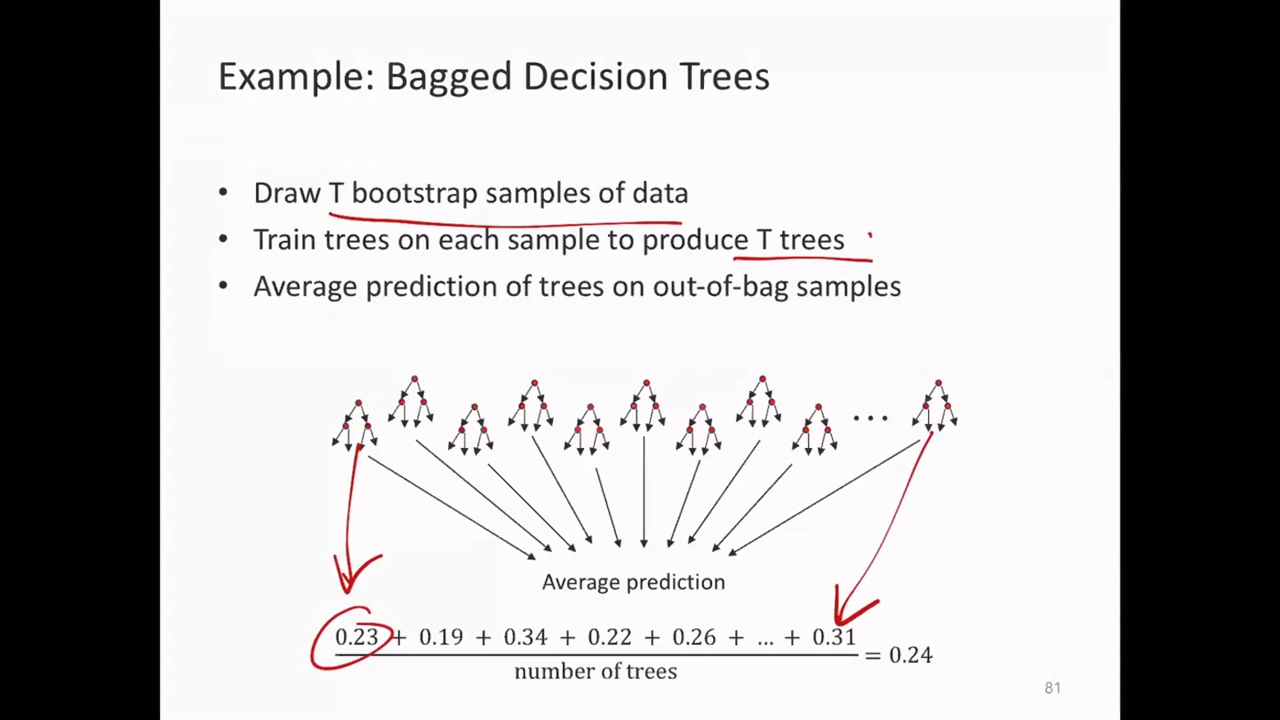 Example: Bagged Decision Trees
• Draw T bootstrap samples of data
• Train trees on each sample to produce T trees
• Average prediction of trees on out-of-bag samples
...
Average prediction
0.23 + 0.19 + 0.34 + 0.22 + 0.26 + ... + 0.31
= 0.24
number of trees
81